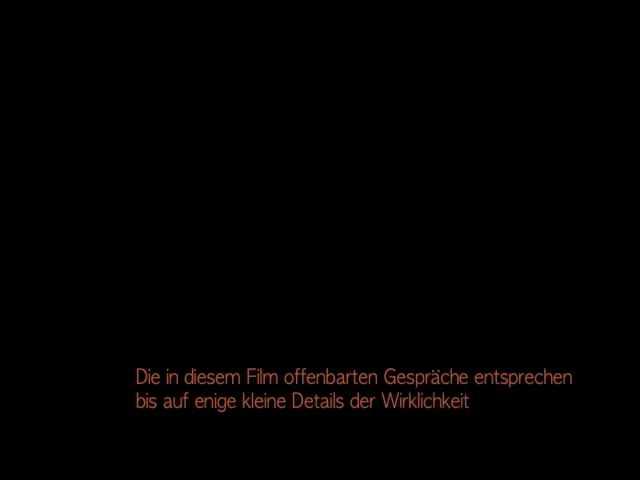 Die in diesem Film offenbarten Gespräche entsprechen
bis auf enige kleine Details der Wirklichkeit